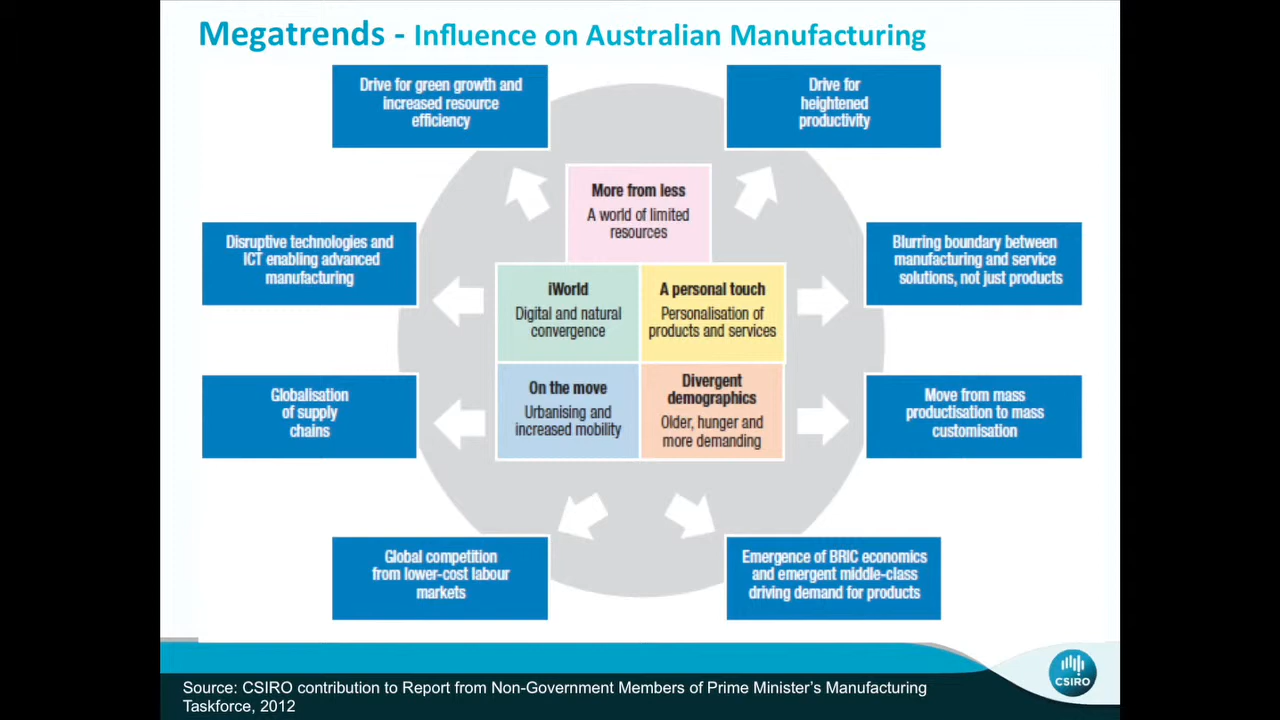 Megatrends - Influence on Australian Manufacturing
Drive for green growth and
increased resource
efficiency
Drive for
heightened
productivity
More from less
A world of limited
resources
Disruptive technologies and
ICT enabling advanced
manufacturing
Blurring boundary between
manufacturing and service
solutions, not just products
iWorld
Digital and natural
convergence
A personal touch
Personalisation of
products and services
On the move
Urbanising and
increased mobility
Divergent
demographics
Older, hunger and
more demanding
Globalisation
of supply
chains
Move from mass
productisation to mass
customisation
Global competition
from lower-cost labour
markets
Emergence of BRIC economics
and emergent middle-class
driving demand for products
Source: CSIRO contribution to Report from Non-Government Members of Prime Minister’s Manufacturing
Taskforce, 2012
CSIRO